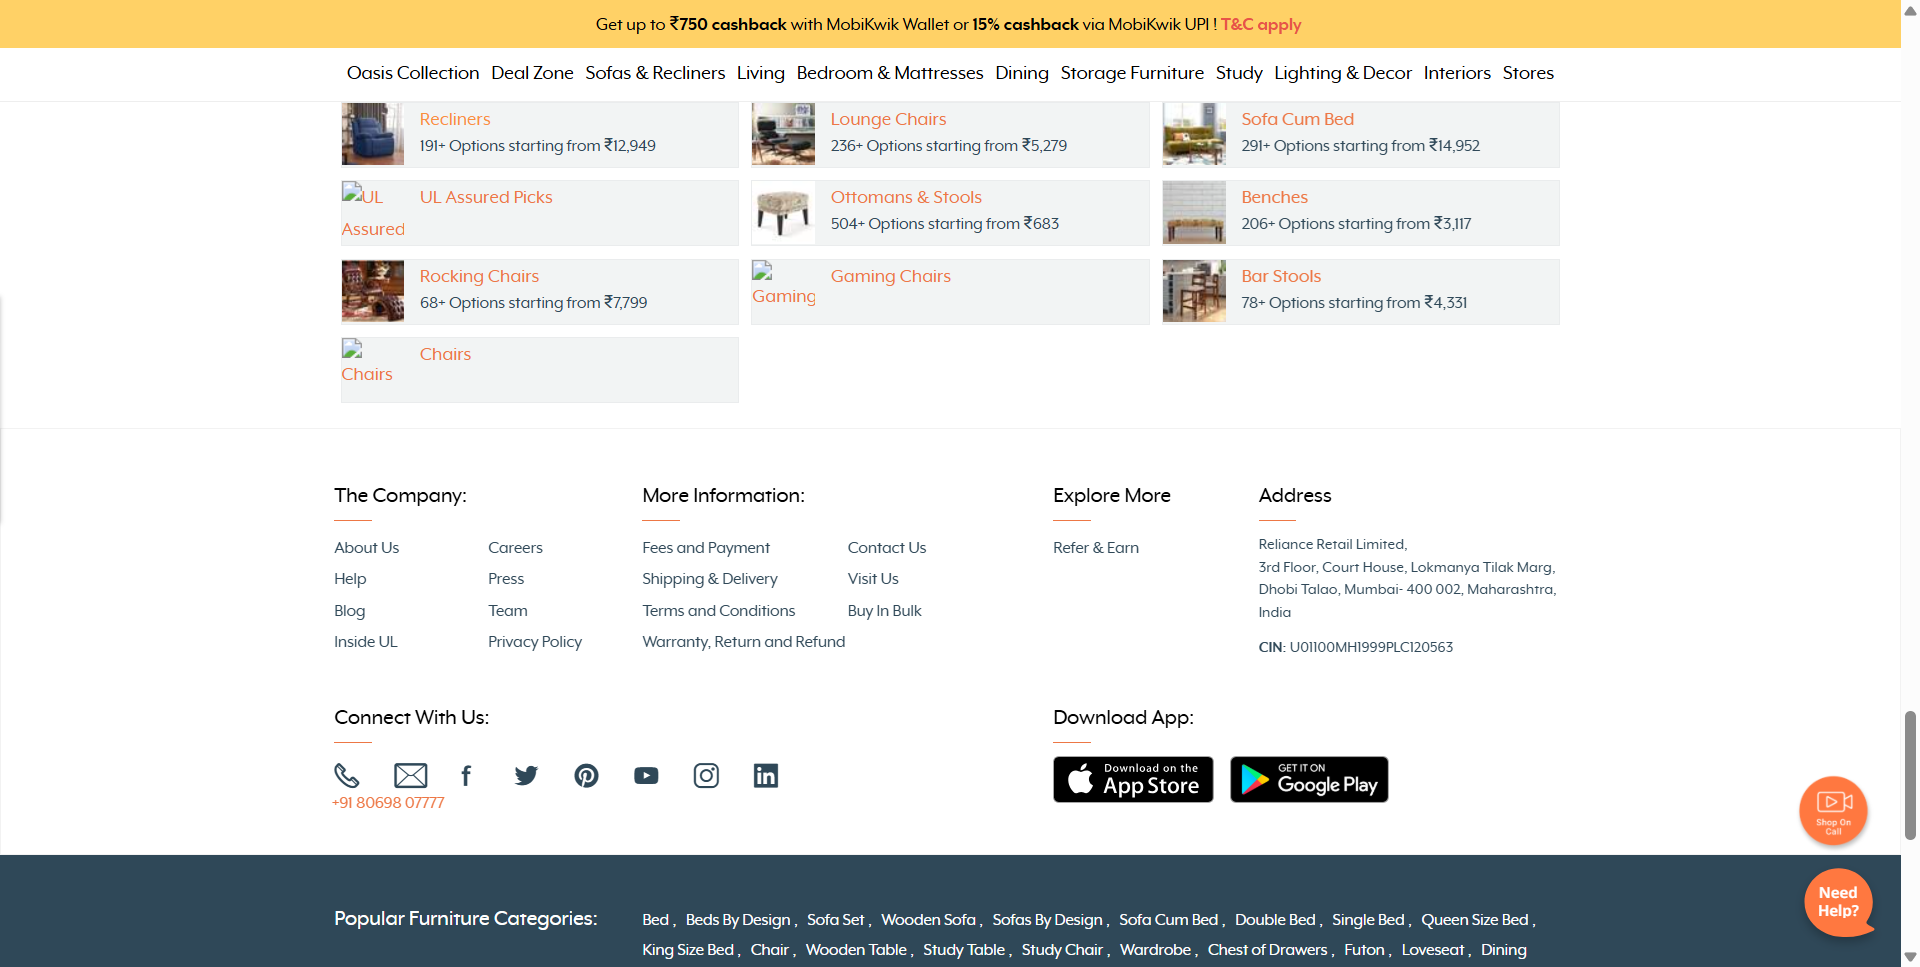 Get up to ₹750 cashback with MobiKwik Wallet or 15% cashback via MobiKwik UPI ! T&C apply
Oasis Collection Deal Zone Sofas & Recliners Living Bedroom & Mattresses Dining Storage Furniture Study Lighting & Decor Interiors Stores
Recliners
191+ Options starting from ₹12,949
Lounge Chairs
236+ Options starting from ₹5,279
Sofa Cum Bed
291+ Options starting from ₹14,952
UL
Assured
UL Assured Picks
Ottomans & Stools
504+ Options starting from ₹683
Benches
206+ Options starting from ₹3,117
Rocking Chairs
68+ Options starting from ₹7,799
Gaming
Gaming Chairs
Bar Stools
78+ Options starting from ₹4,331
Chairs
Chairs
The Company:
About Us
Help
Blog
Inside UL
Careers
Press
Team
Privacy Policy
More Information:
Fees and Payment
Shipping & Delivery
Terms and Conditions
Warranty, Return and Refund
Contact Us
Visit Us
Buy In Bulk
Explore More
Refer & Earn
Address
Reliance Retail Limited,
3rd Floor, Court House, Lokmanya Tilak Marg,
Dhobi Talao, Mumbai- 400 002, Maharashtra,
India
CIN: U01100MH1999PLC120563
Connect With Us:
+91 80698 07777
Download App:
Download on the
App Store
GET IT ON
Google Play
Shop On
Call
Need
Help?
Popular Furniture Categories:
Bed , Beds By Design , Sofa Set , Wooden Sofa , Sofas By Design , Sofa Cum Bed , Double Bed , Single Bed , Queen Size Bed ,
King Size Bed , Chair , Wooden Table , Study Table , Study Chair , Wardrobe , Chest of Drawers , Futon , Loveseat , Dining